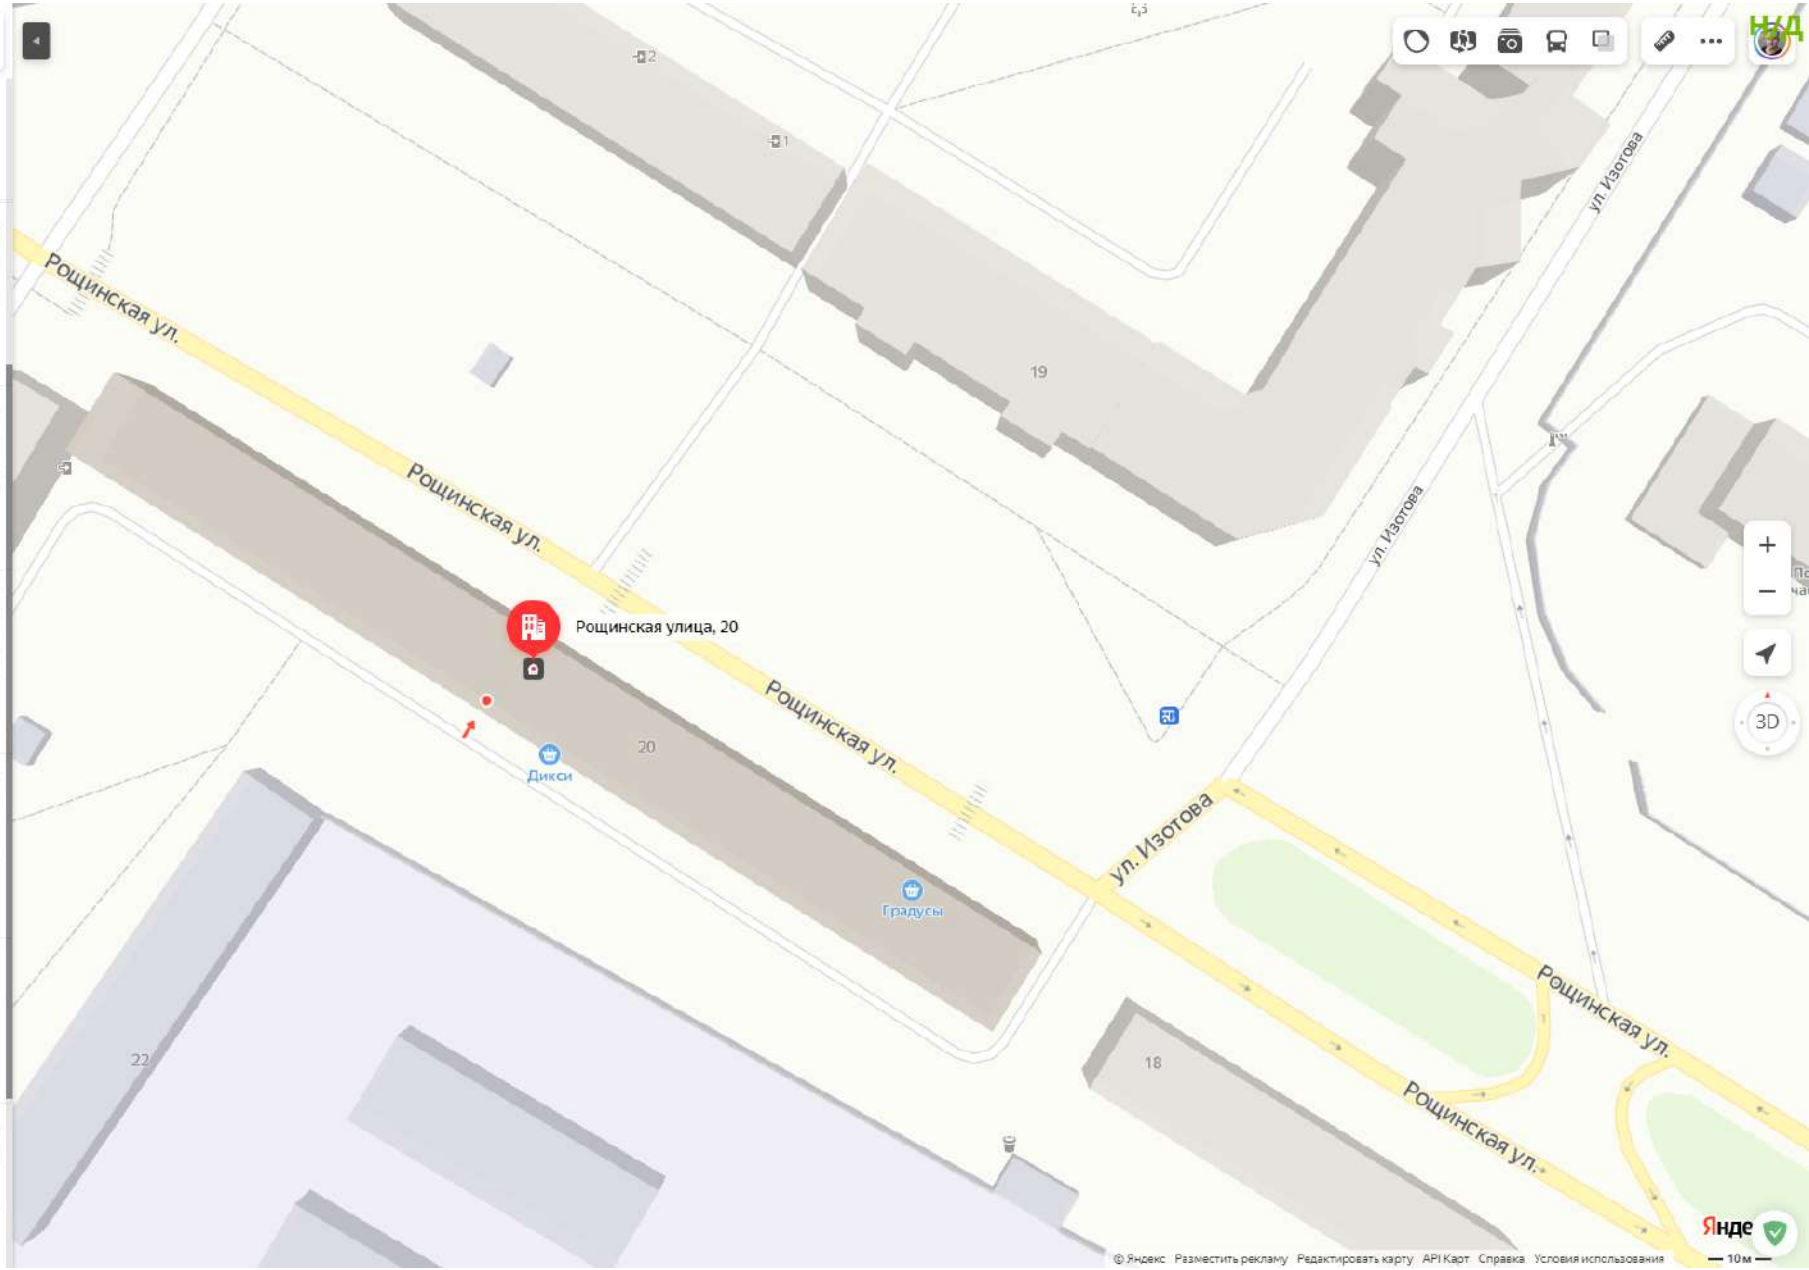 2
Н/Д
1
ул. Изотова
Рощинская ул.
19
Рощинская ул.
ул. Изотова
+
−
Рощинская улица, 20
3D
Рощинская ул.
20
Дикси
ул. Изотова
Градусы
Рощинская ул.
22
18
Рощинская ул.
Янде
© Яндекс Разместить рекламу Редактировать карту API Карт Справка Условия использования
10 м